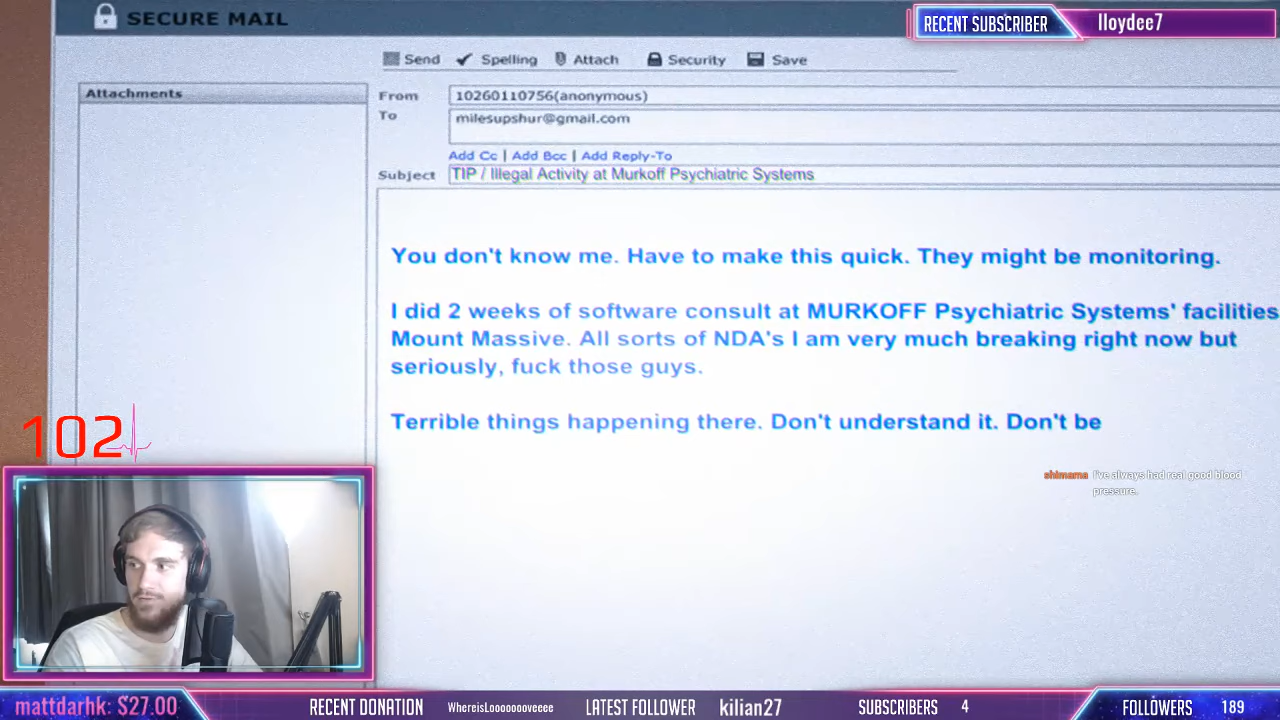 SECURE MAIL
RECENT SUBSCRIBER lloydee7
Send Spelling Attach Security Save
Attachments
From 10260110756(anonymous)
To milesupshur@gmail.com
Add Cc | Add Bcc | Add Reply-To
Subject TIP / Illegal Activity at Murkoff Psychiatric Systems
You don't know me. Have to make this quick. They might be monitoring.
I did 2 weeks of software consult at MURKOFF Psychiatric Systems' facilities
Mount Massive. All sorts of NDA's I am very much breaking right now but
seriously, fuck those guys.
Terrible things happening there. Don't understand it. Don't be
102
shimama I've always had real good blood
pressure.
mattdarhk: $27.00 RECENT DONATION WhereisLoooooooveeee LATEST FOLLOWER kilian27 SUBSCRIBERS 4 FOLLOWERS 189